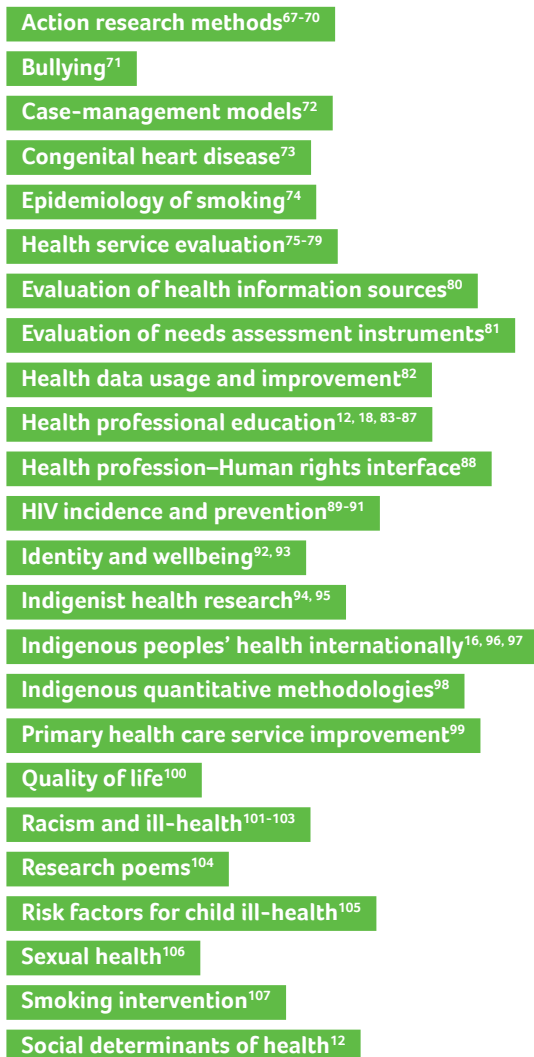 Action research methods67-70
Bullying71
Case-management models72
Congenital heart disease73
Epidemiology of smoking74
Health service evaluation75-79
Evaluation of health information sources80
Evaluation of needs assessment instruments81
Health data usage and improvement82
Health professional education12, 18, 83-87
Health profession–Human rights interface88
HIV incidence and prevention89-91
Identity and wellbeing92, 93
Indigenist health research94, 95
Indigenous peoples’ health internationally16, 96, 97
Indigenous quantitative methodologies98
Primary health care service improvement99
Quality of life100
Racism and ill-health101-103
Research poems104
Risk factors for child ill-health105
Sexual health106
Smoking intervention107
Social determinants of health12